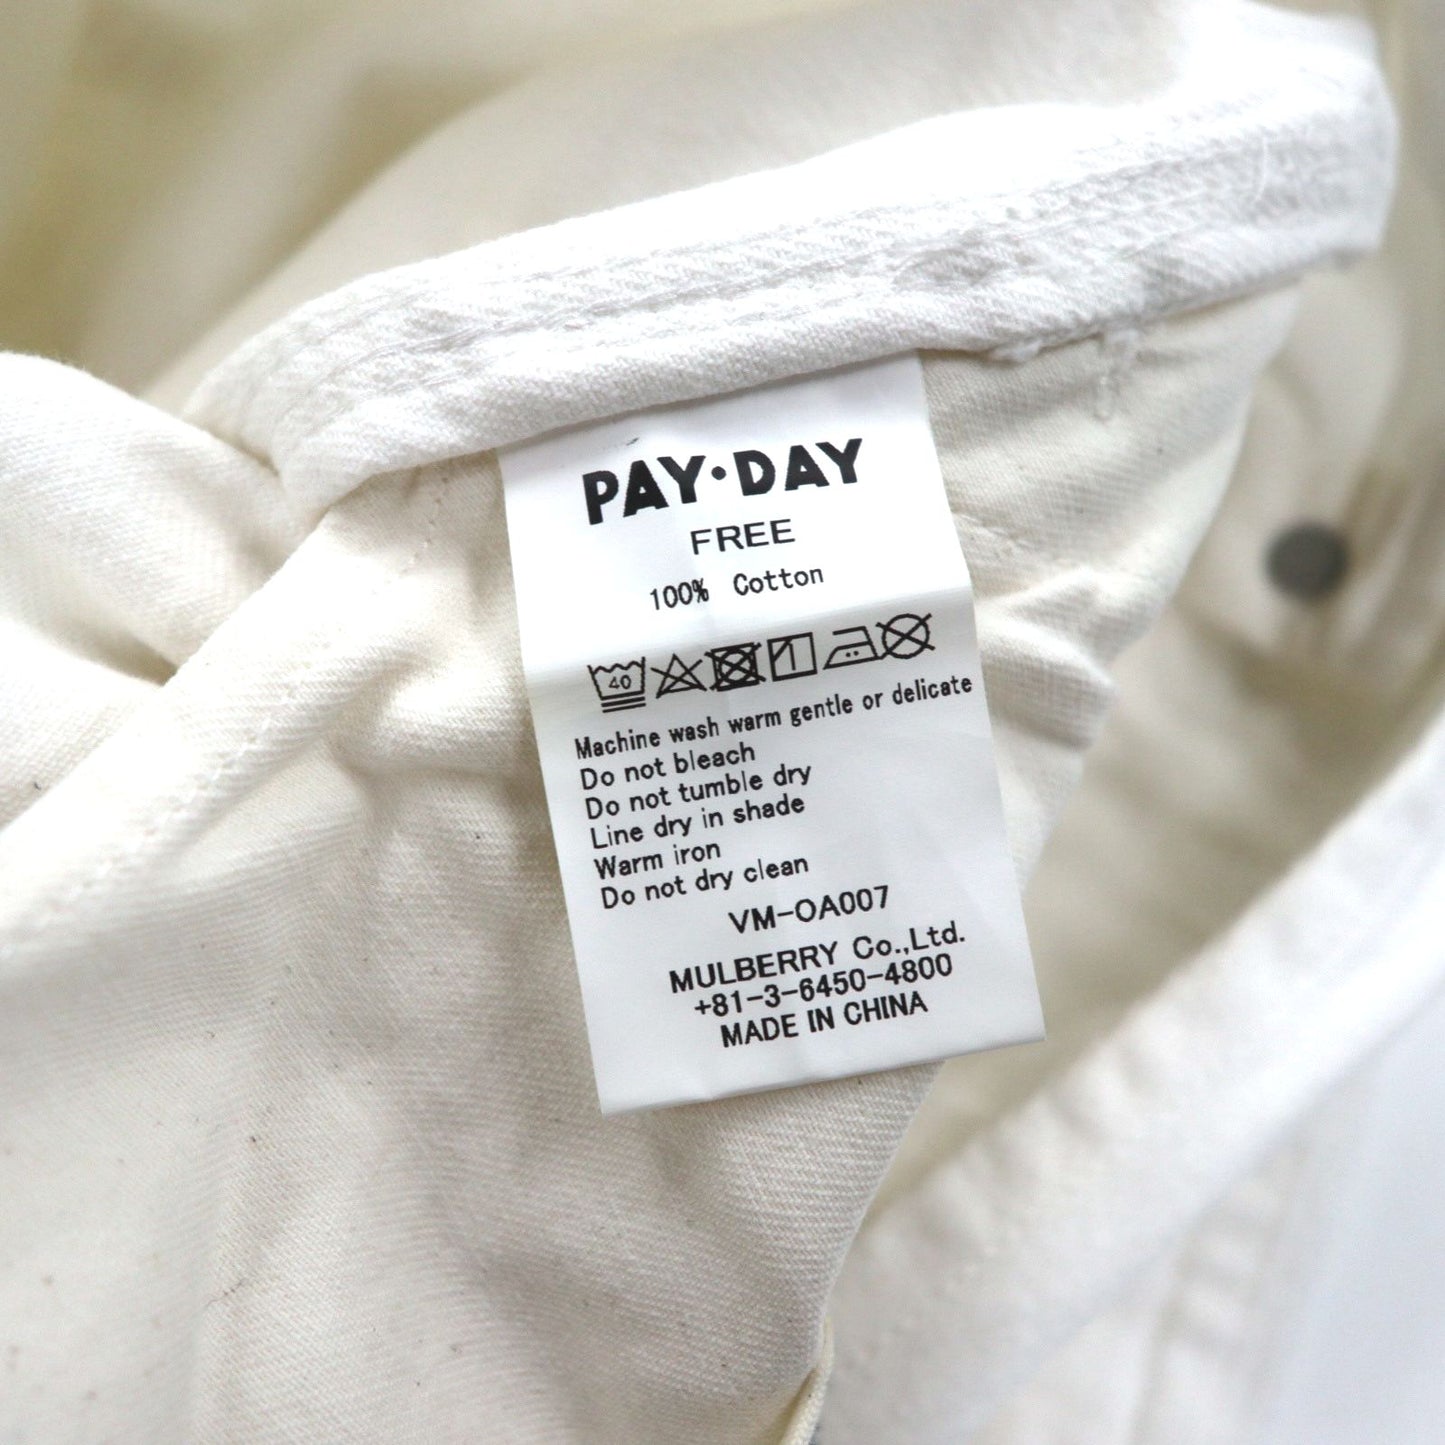 PAY·DAY
FREE
100% Cotton
40
Machine wash warm gentle or delicate
Do not bleach
Do not tumble dry
Line dry in shade
Warm iron
Do not dry clean
VM-OA007
MULBERRY Co.,Ltd.
+81-3-6450-4800
MADE IN CHINA